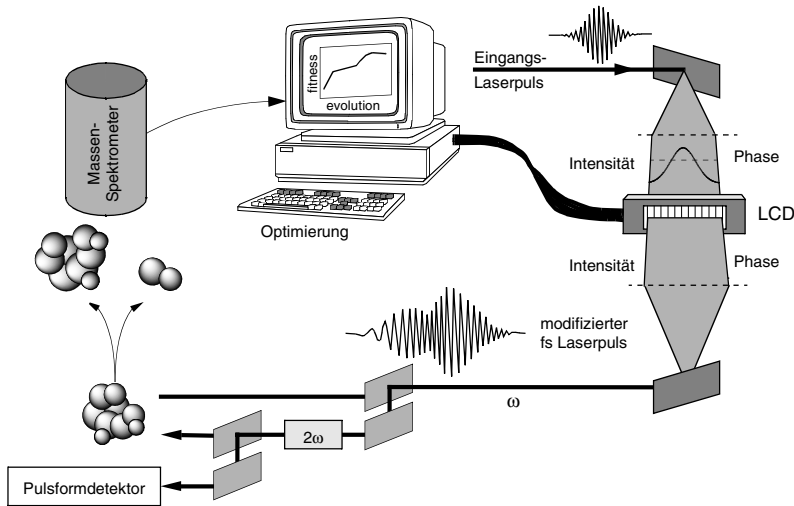 Massen-
Spektrometer
fitness
evolution
Optimierung
Eingangs-
Laserpuls
Intensität
Phase
LCD
Intensität
Phase
modifizierter
fs Laserpuls
ω
2ω
Pulsformdetektor